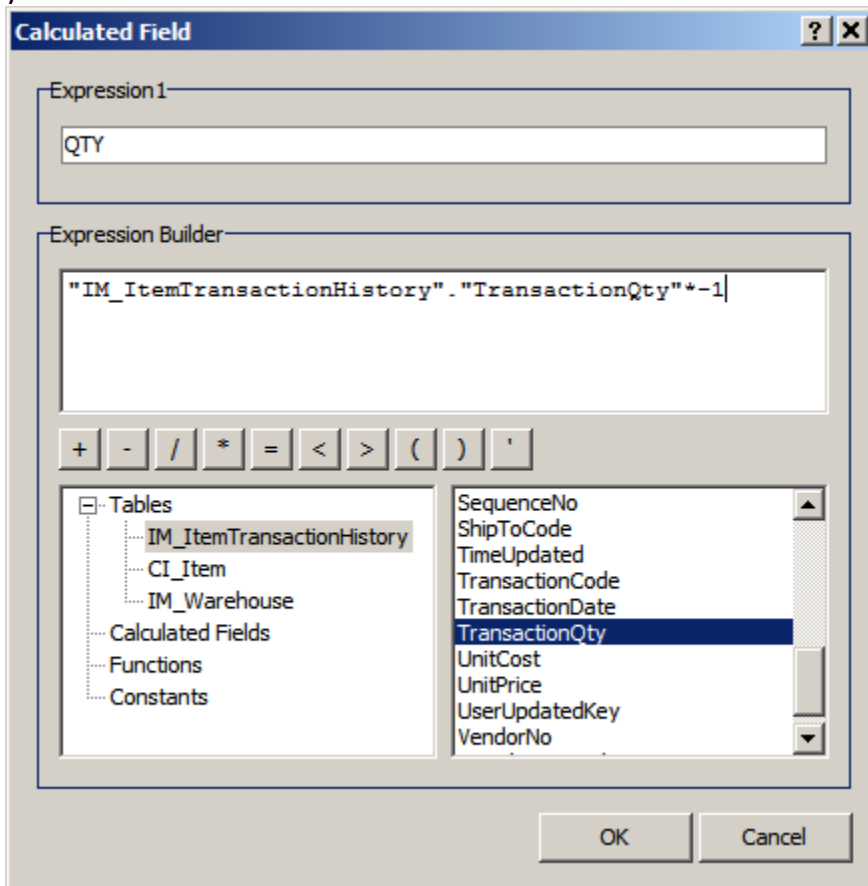 Calculated Field
? X
Expression1
QTY
Expression Builder
"IM_ItemTransactionHistory"."TransactionQty"*-1
+ - / * = < > ( ) '
Tables
IM_ItemTransactionHistory
CI_Item
IM_Warehouse
Calculated Fields
Functions
Constants
SequenceNo
ShipToCode
TimeUpdated
TransactionCode
TransactionDate
TransactionQty
UnitCost
UnitPrice
UserUpdatedKey
VendorNo
OK Cancel